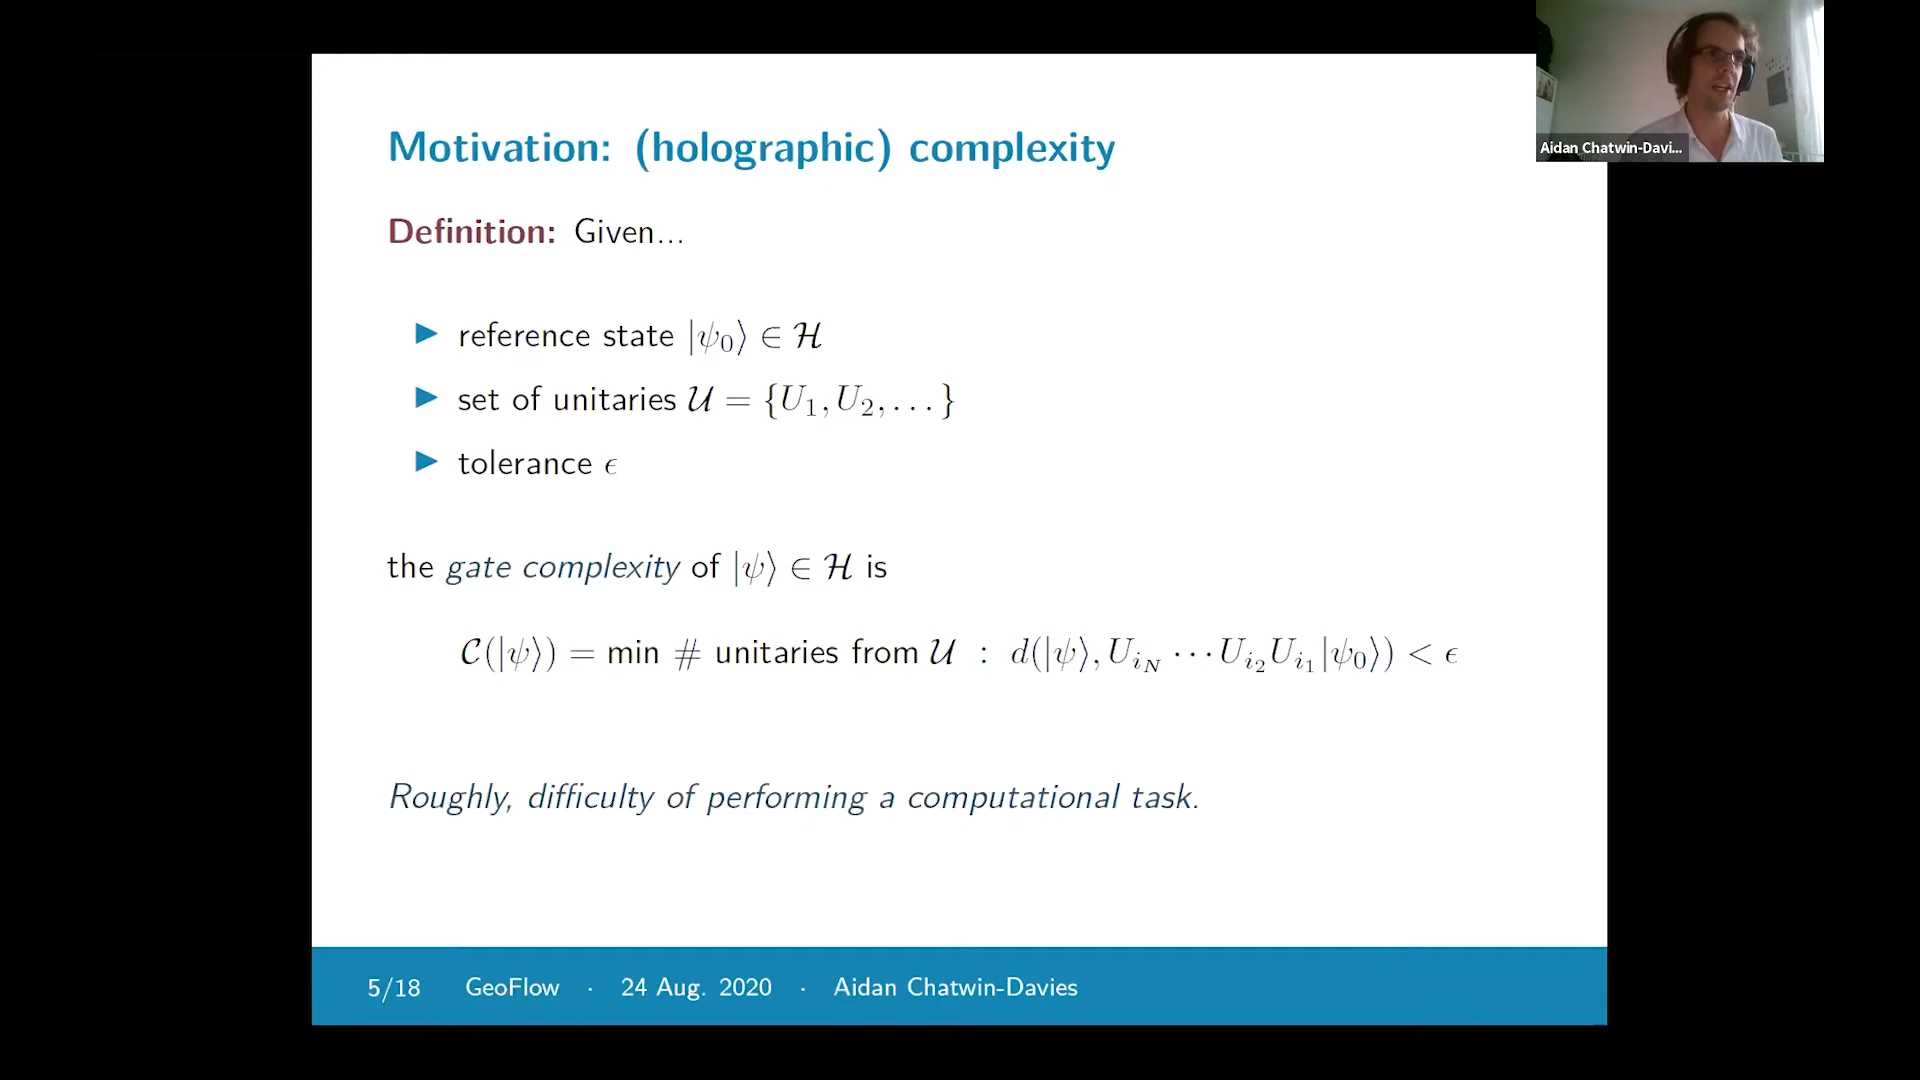 Aidan Chatwin-Davi...
Motivation: (holographic) complexity
Definition: Given...
▶ reference state |ψ₀⟩ ∈ ℋ
▶ set of unitaries 𝒰 = {U₁, U₂, . . . }
▶ tolerance ϵ
the gate complexity of |ψ⟩ ∈ ℋ is
𝒞(|ψ⟩) = min # unitaries from 𝒰 : d(|ψ⟩, U_{i_N} ⋯ U_{i_2} U_{i_1} |ψ₀⟩) < ϵ
Roughly, difficulty of performing a computational task.
5/18 GeoFlow · 24 Aug. 2020 · Aidan Chatwin-Davies